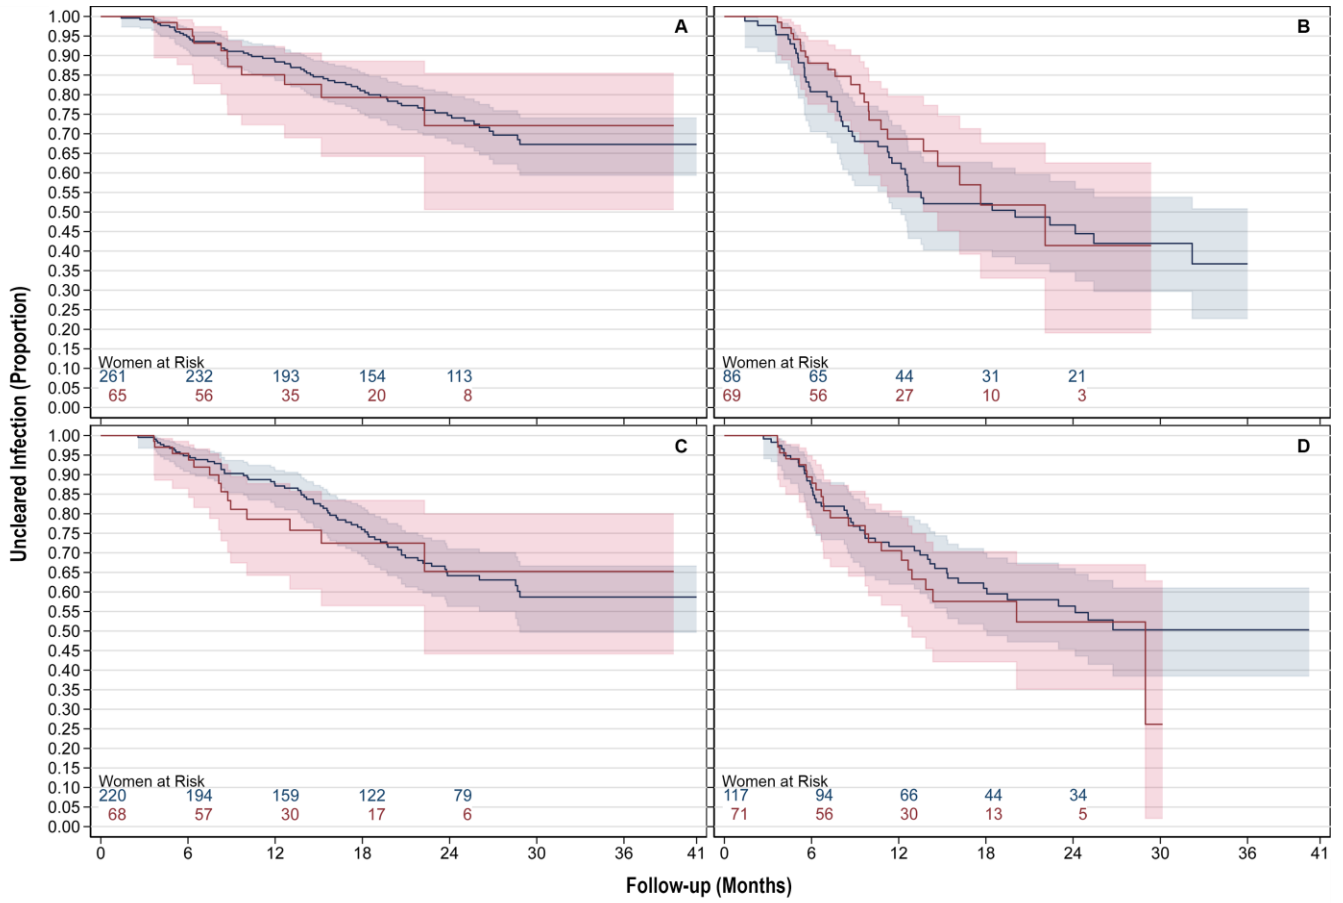 Uncleared Infection (Proportion)
1.00
0.95
0.90
0.85
0.80
0.75
0.70
0.65
0.60
0.55
0.50
0.45
0.40
0.35
0.30
0.25
0.20
0.15
0.10
0.05
0.00
A
Women at Risk
261 232 193 154 113
65 56 35 20 8
B
Women at Risk
86 65 44 31 21
69 56 27 10 3
1.00
0.95
0.90
0.85
0.80
0.75
0.70
0.65
0.60
0.55
0.50
0.45
0.40
0.35
0.30
0.25
0.20
0.15
0.10
0.05
0.00
C
Women at Risk
220 194 159 122 79
68 57 30 17 6
D
Women at Risk
117 94 66 44 34
71 56 30 13 5
0 6 12 18 24 30 36 41
0 6 12 18 24 30 36 41
Follow-up (Months)